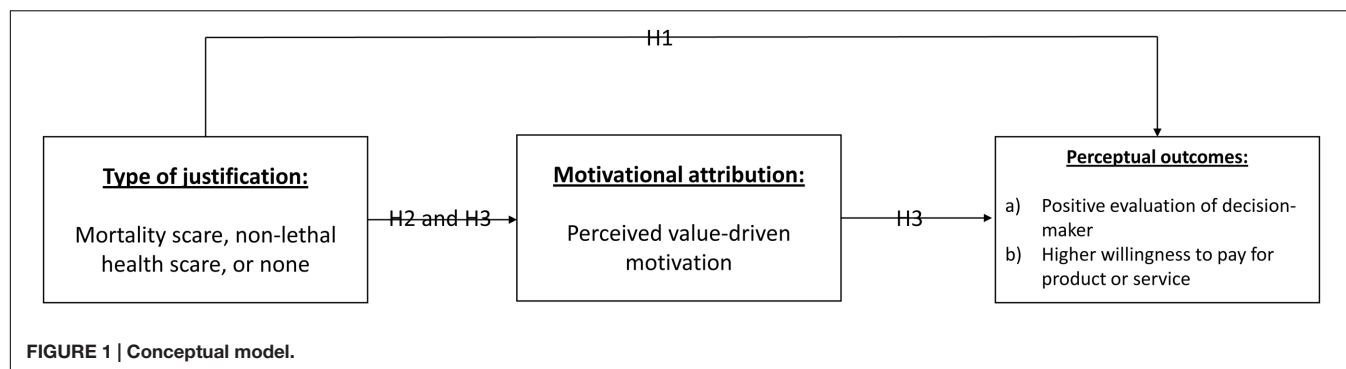 H1
Type of justification:
Mortality scare, non-lethal
health scare, or none
H2 and H3
Motivational attribution:
Perceived value-driven
motivation
H3
Perceptual outcomes:
a) Positive evaluation of decision-
maker
b) Higher willingness to pay for
product or service
FIGURE 1 | Conceptual model.